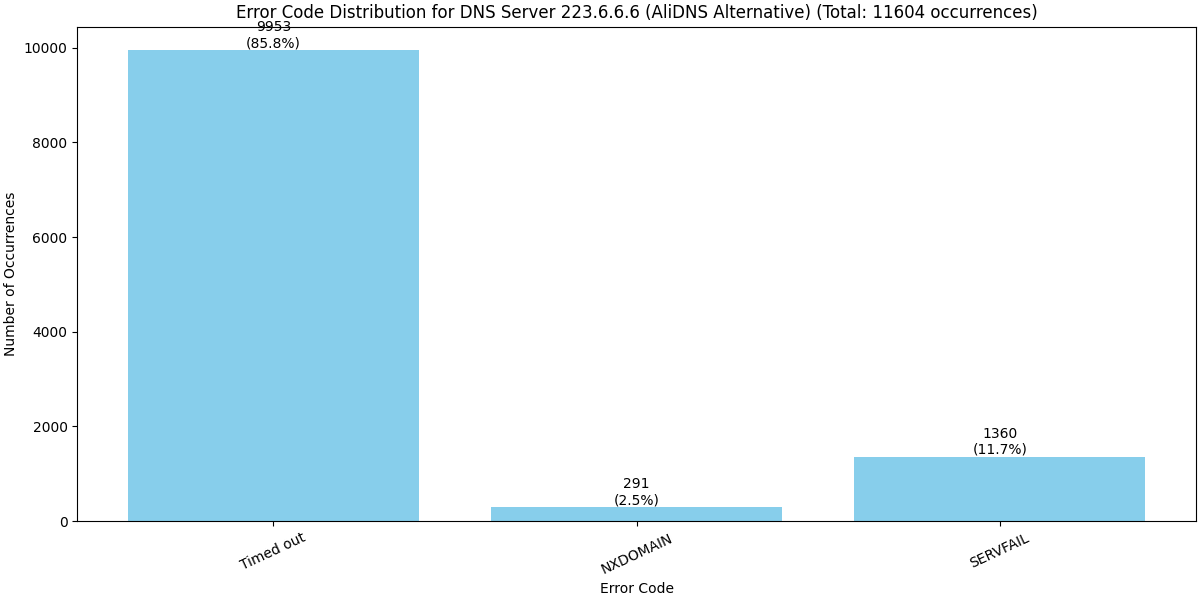 Error Code Distribution for DNS Server 223.6.6.6 (AliDNS Alternative) (Total: 11604 occurrences)
9953
(85.8%)
10000
8000
6000
4000
2000
0
Number of Occurrences
291
(2.5%)
1360
(11.7%)
Timed out
NXDOMAIN
SERVFAIL
Error Code